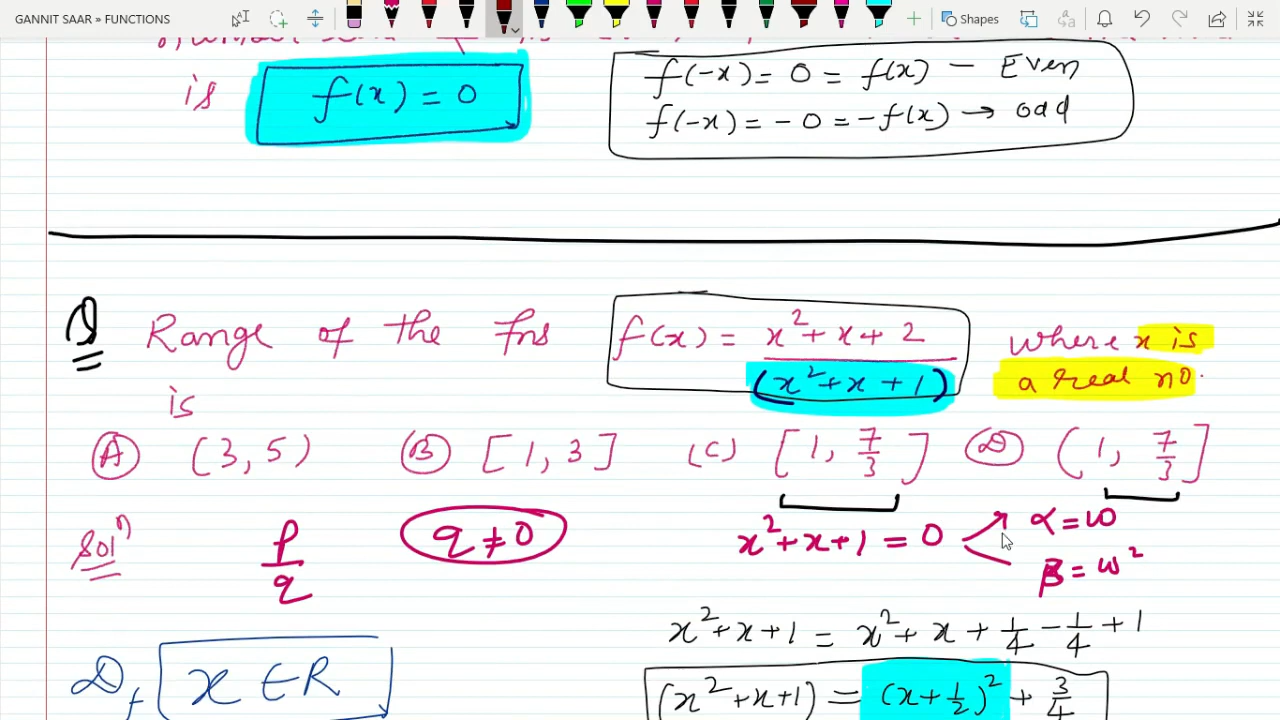 GANNIT SAAR » FUNCTIONS
Shapes
is f(x) = 0
f(-x) = 0 = f(x) – Even
f(-x) = - 0 = -f(x) → odd
Q Range of the fns f(x) = x²+x+2 / (x²+x+1) where x is a real no.
is
(A) (3,5) (B) [1,3] (C) [1, 7/3] (D) (1, 7/3]
Solⁿ p/q q ≠ 0 x²+x+1 = 0 α = ω
β = ω²
x²+x+1 = x²+x+1/4-1/4+1
D_f x ∈ R (x²+x+1) = (x+1/2)² + 3/4